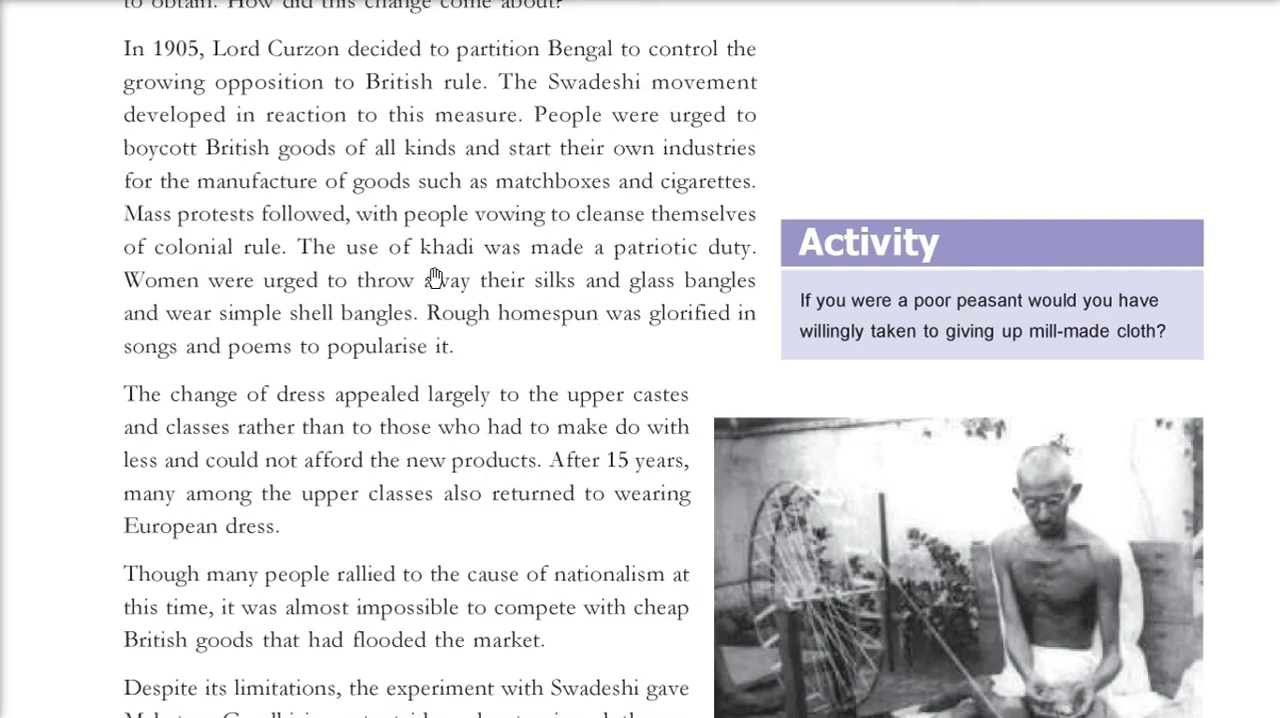 to obtain. How did this change come about?
In 1905, Lord Curzon decided to partition Bengal to control the
growing opposition to British rule. The Swadeshi movement
developed in reaction to this measure. People were urged to
boycott British goods of all kinds and start their own industries
for the manufacture of goods such as matchboxes and cigarettes.
Mass protests followed, with people vowing to cleanse themselves
of colonial rule. The use of khadi was made a patriotic duty.
Women were urged to throw away their silks and glass bangles
and wear simple shell bangles. Rough homespun was glorified in
songs and poems to popularise it.
The change of dress appealed largely to the upper castes
and classes rather than to those who had to make do with
less and could not afford the new products. After 15 years,
many among the upper classes also returned to wearing
European dress.
Though many people rallied to the cause of nationalism at
this time, it was almost impossible to compete with cheap
British goods that had flooded the market.
Despite its limitations, the experiment with Swadeshi gave
Activity
If you were a poor peasant would you have
willingly taken to giving up mill-made cloth?